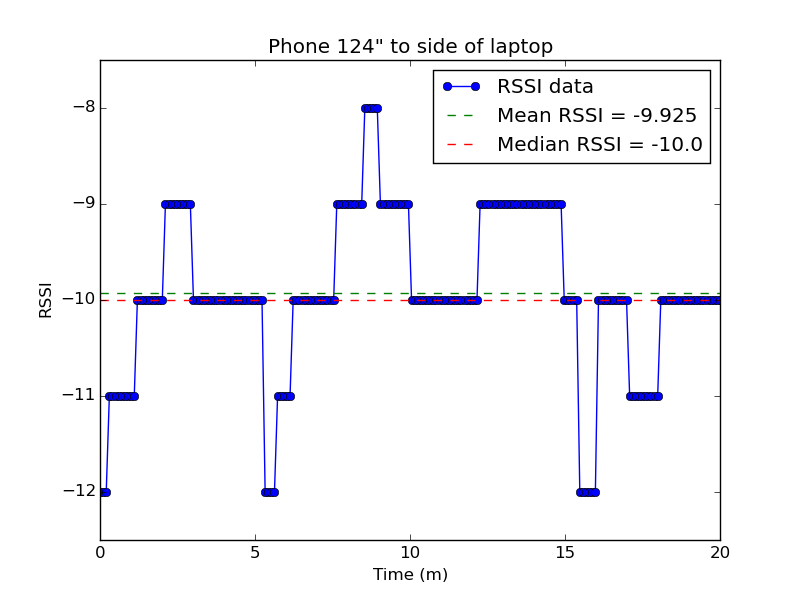 Phone 124" to side of laptop
RSSI data
Mean RSSI = -9.925
Median RSSI = -10.0
−8
−9
−10
−11
−12
RSSI
0 5 10 15 20
Time (m)